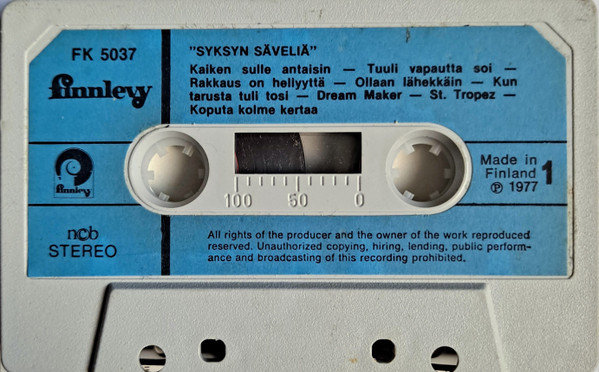 FK 5037
"SYKSYN SÄVELIÄ"
finnlevy
Kaiken sulle antaisin — Tuuli vapautta soi —
Rakkaus on hellyyttä — Ollaan lähekkäin — Kun
tarusta tuli tosi — Dream Maker — St. Tropez —
Koputa kolme kertaa
finnlevy
100 50 0
Made in
Finland
℗ 1977
1
ncb
STEREO
All rights of the producer and the owner of the work reproduced
reserved. Unauthorized copying, hiring, lending, public perform-
ance and broadcasting of this recording prohibited.